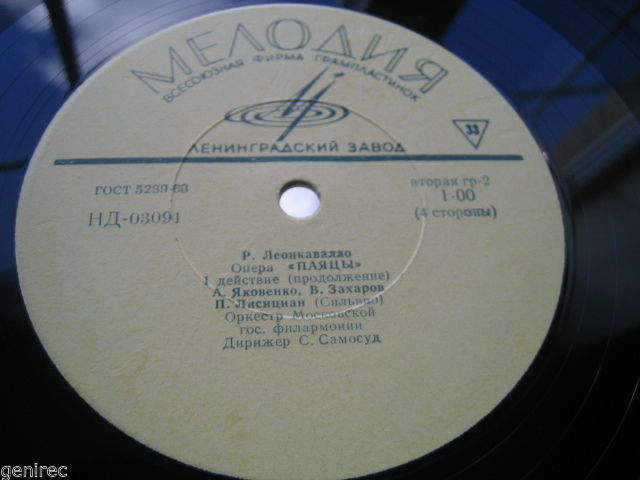 МЕЛОДИЯ
ВСЕСОЮЗНАЯ ФИРМА ГРАМПЛАСТИНОК
ЛЕНИНГРАДСКИЙ ЗАВОД
33
ГОСТ 5289-68
вторая гр-2
НД-03091
1-00
(4 стороны)
Р. Леонкавалло
Опера «ПАЯЦЫ»
1 действие (продолжение)
А. Яковенко, В. Захаров
П. Лисициан (Сильвио)
Оркестр Московской
гос. филармонии
Дирижер С. Самосуд
genirec